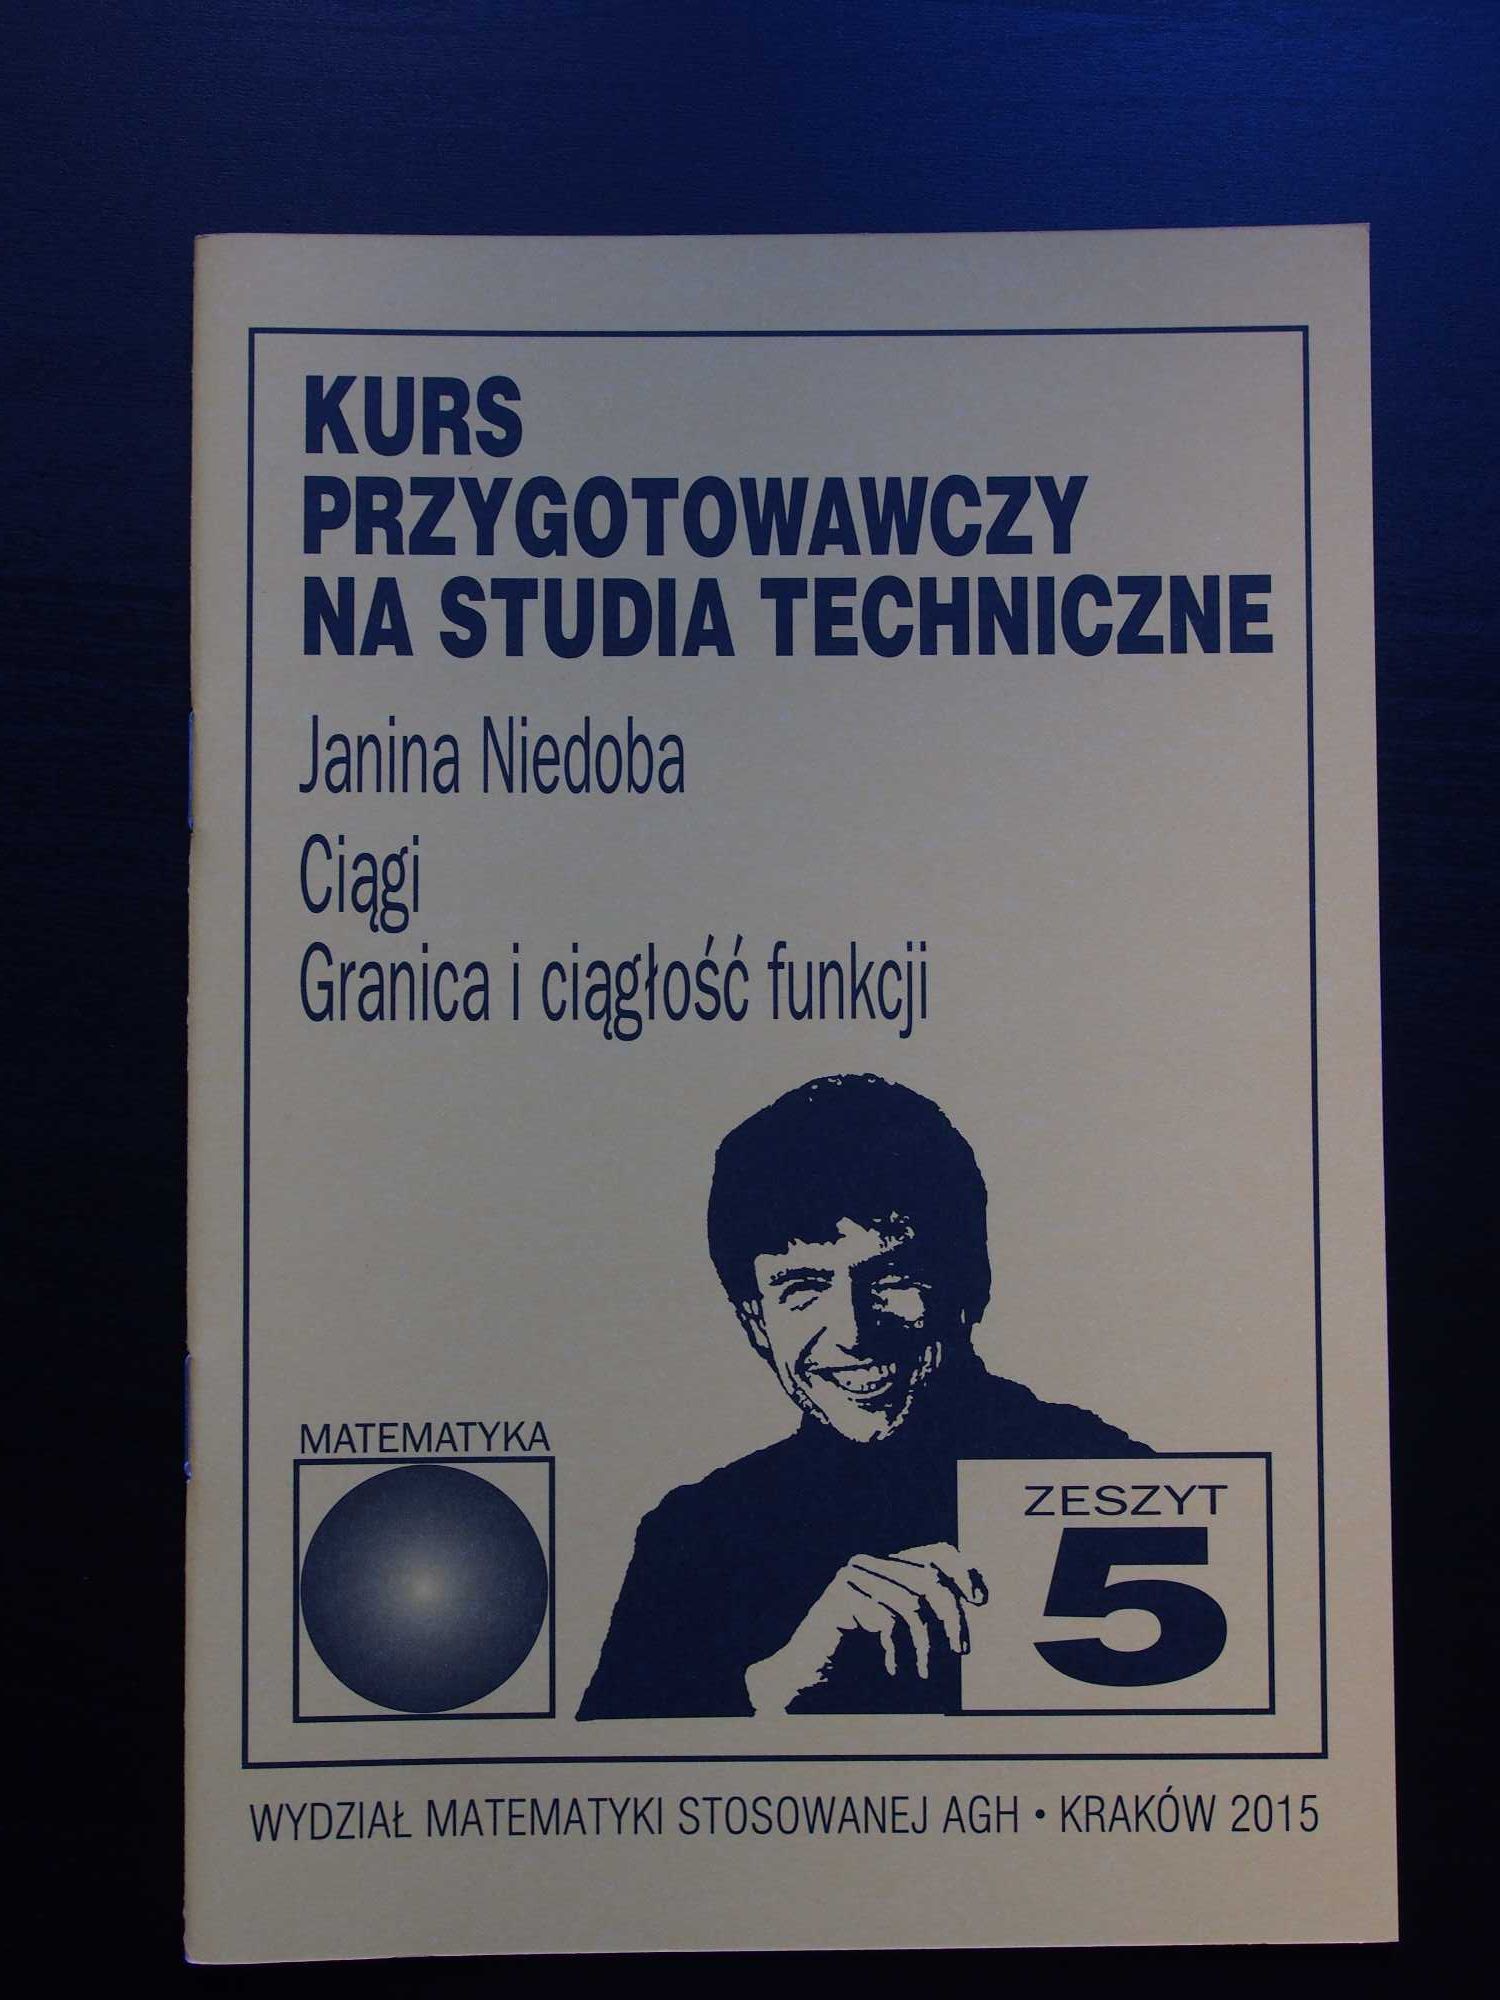 KURS
PRZYGOTOWAWCZY
NA STUDIA TECHNICZNE
Janina Niedoba
Ciągi
Granica i ciągłość funkcji
MATEMATYKA
ZESZYT
5
WYDZIAŁ MATEMATYKI STOSOWANEJ AGH • KRAKÓW 2015